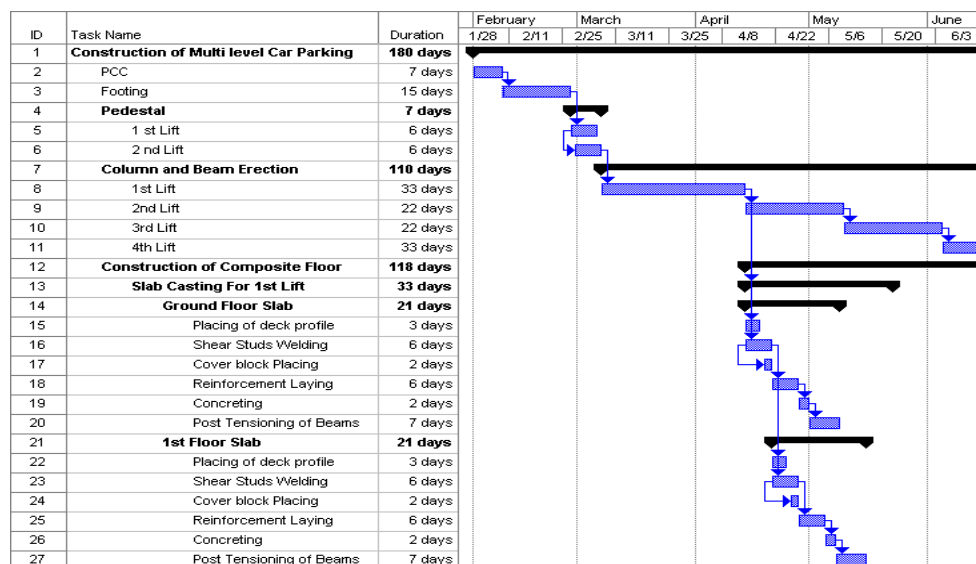 February March April May June
ID Task Name Duration 1/28 2/11 2/25 3/11 3/25 4/8 4/22 5/6 5/20 6/3
1 Construction of Multi level Car Parking 180 days
2 PCC 7 days
3 Footing 15 days
4 Pedestal 7 days
5 1 st Lift 6 days
6 2 nd Lift 6 days
7 Column and Beam Erection 110 days
8 1st Lift 33 days
9 2nd Lift 22 days
10 3rd Lift 22 days
11 4th Lift 33 days
12 Construction of Composite Floor 118 days
13 Slab Casting For 1st Lift 33 days
14 Ground Floor Slab 21 days
15 Placing of deck profile 3 days
16 Shear Studs Welding 6 days
17 Cover block Placing 2 days
18 Reinforcement Laying 6 days
19 Concreting 2 days
20 Post Tensioning of Beams 7 days
21 1st Floor Slab 21 days
22 Placing of deck profile 3 days
23 Shear Studs Welding 6 days
24 Cover block Placing 2 days
25 Reinforcement Laying 6 days
26 Concreting 2 days
27 Post Tensioning of Beams 7 days